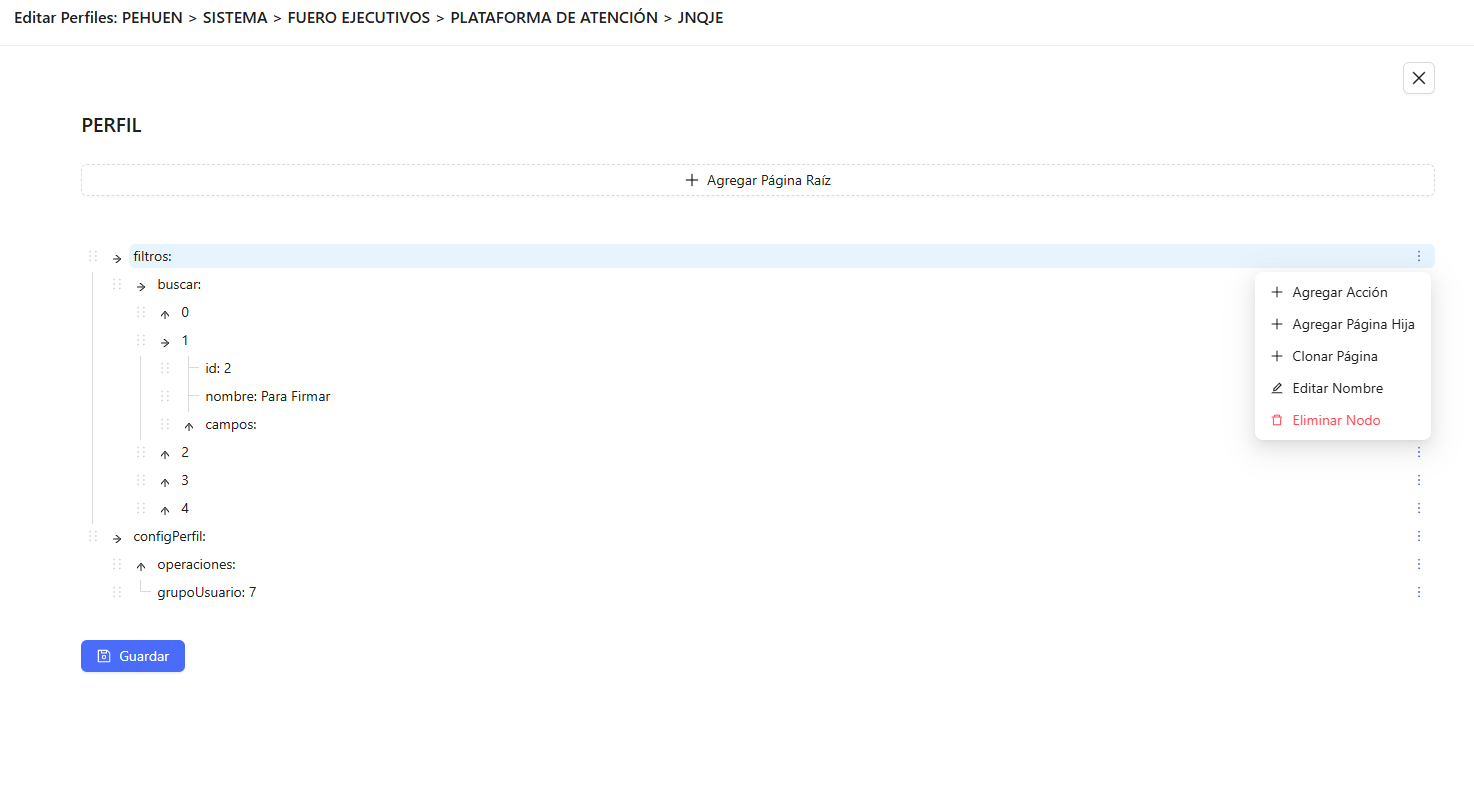 Editar Perfiles: PEHUEN > SISTEMA > FUERO EJECUTIVOS > PLATAFORMA DE ATENCIÓN > JNQJE
PERFIL
Agregar Página Raíz
filtros:
buscar:
0
1
id: 2
nombre: Para Firmar
campos:
2
3
4
configPerfil:
operaciones:
grupoUsuario: 7
Agregar Acción
Agregar Página Hija
Clonar Página
Editar Nombre
Eliminar Nodo
Guardar